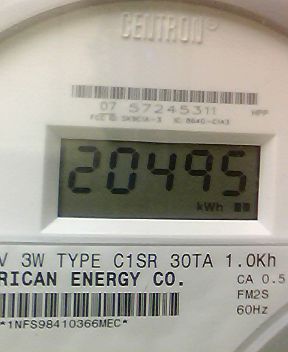 CENTRON®
07 57245311 HPP
20495
kWh
V 3W TYPE C1SR 30TA 1.0Kh
RICAN ENERGY CO. CA 0.5
FM2S
60Hz
*1NFS98410366MEC*